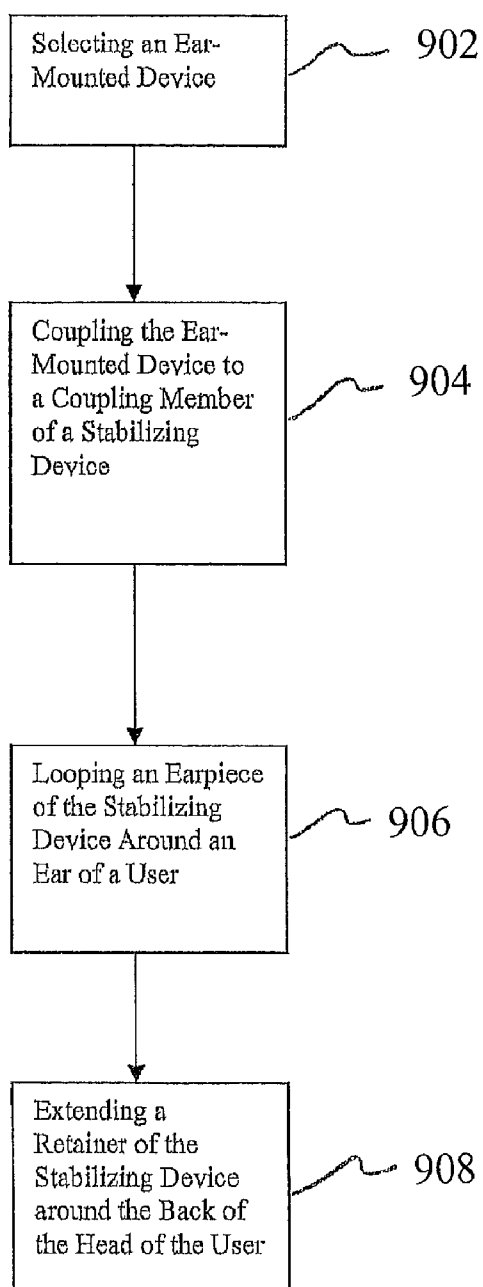 Selecting an Ear-
Mounted Device
902
Coupling the Ear-
Mounted Device to
a Coupling Member
of a Stabilizing
Device
904
Looping an Earpiece
of the Stabilizing
Device Around an
Ear of a User
906
Extending a
Retainer of the
Stabilizing Device
around the Back of
the Head of the User
908